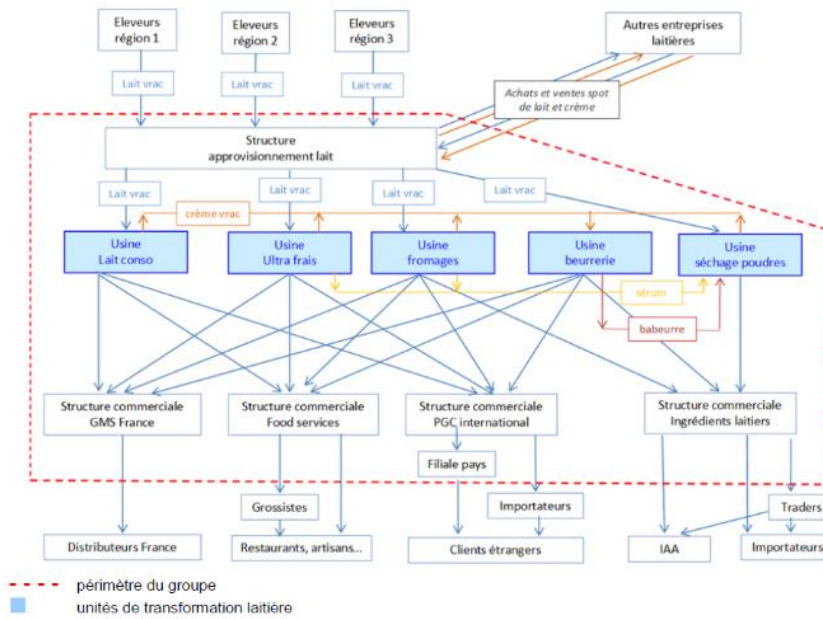 Eleveurs
région 1
Eleveurs
région 2
Eleveurs
région 3
Autres entreprises
laitières
Lait vrac
Lait vrac
Lait vrac
Achats et ventes spot
de lait et crème
Structure
approvisionnement lait
Lait vrac
Lait vrac
Lait vrac
Lait vrac
crème vrac
Usine
Lait conso
Usine
Ultra frais
Usine
fromages
Usine
beurrerie
Usine
séchage poudres
sérum
babeurre
Structure commerciale
GMS France
Structure commerciale
Food services
Structure commerciale
PGC international
Structure commerciale
Ingrédients laitiers
Filiale pays
Grossistes
Importateurs
Traders
Distributeurs France
Restaurants, artisans...
Clients étrangers
IAA
Importateurs
périmètre du groupe
unités de transformation laitière